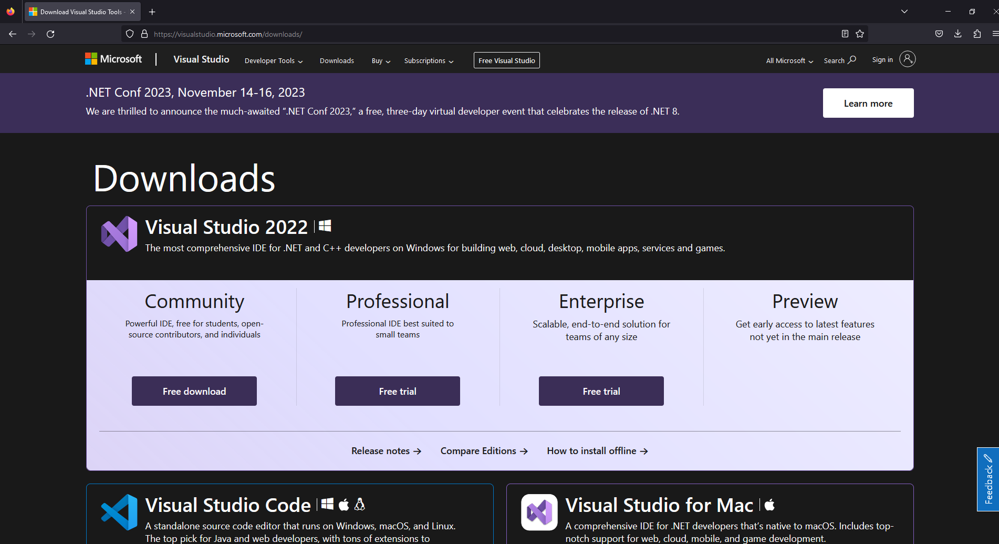 Download Visual Studio Tools -
https://visualstudio.microsoft.com/downloads/
Microsoft
Visual Studio
Developer Tools
Downloads
Buy
Subscriptions
Free Visual Studio
All Microsoft
Search
Sign in
.NET Conf 2023, November 14-16, 2023
We are thrilled to announce the much-awaited “.NET Conf 2023,” a free, three-day virtual developer event that celebrates the release of .NET 8.
Learn more
Downloads
Visual Studio 2022
The most comprehensive IDE for .NET and C++ developers on Windows for building web, cloud, desktop, mobile apps, services and games.
Community
Powerful IDE, free for students, open-
source contributors, and individuals
Free download
Professional
Professional IDE best suited to
small teams
Free trial
Enterprise
Scalable, end-to-end solution for
teams of any size
Free trial
Preview
Get early access to latest features
not yet in the main release
Release notes →
Compare Editions →
How to install offline →
Feedback
Visual Studio Code
A standalone source code editor that runs on Windows, macOS, and Linux.
The top pick for Java and web developers, with tons of extensions to
Visual Studio for Mac
A comprehensive IDE for .NET developers that’s native to macOS. Includes top-
notch support for web, cloud, mobile, and game development.